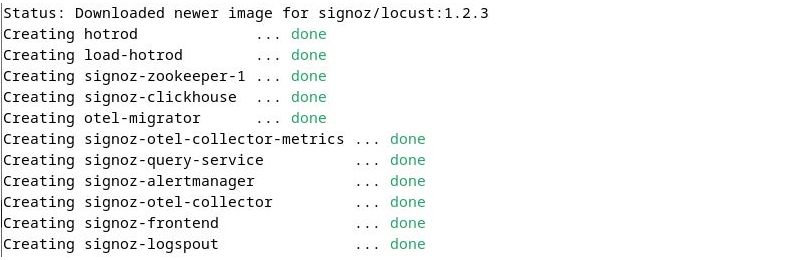 Status: Downloaded newer image for signoz/locust:1.2.3
Creating hotrod             ... done
Creating load-hotrod        ... done
Creating signoz-zookeeper-1 ... done
Creating signoz-clickhouse  ... done
Creating otel-migrator      ... done
Creating signoz-otel-collector-metrics ... done
Creating signoz-query-service          ... done
Creating signoz-alertmanager           ... done
Creating signoz-otel-collector         ... done
Creating signoz-frontend               ... done
Creating signoz-logspout               ... done